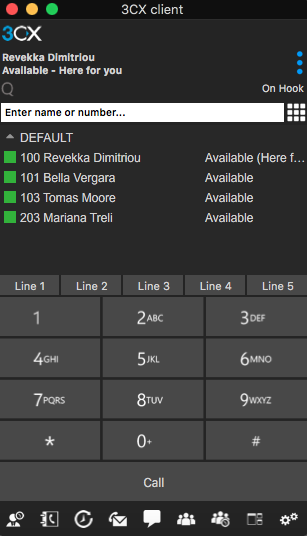 3CX client
3CX
Revekka Dimitriou
Available - Here for you
On Hook
Enter name or number...
DEFAULT
100 Revekka Dimitriou Available (Here f...
101 Bella Vergara Available
103 Tomas Moore Available
203 Mariana Treli Available
Line 1 Line 2 Line 3 Line 4 Line 5
1 2ABC 3DEF
4GHI 5JKL 6MNO
7PQRS 8TUV 9WXYZ
* 0+ #
Call